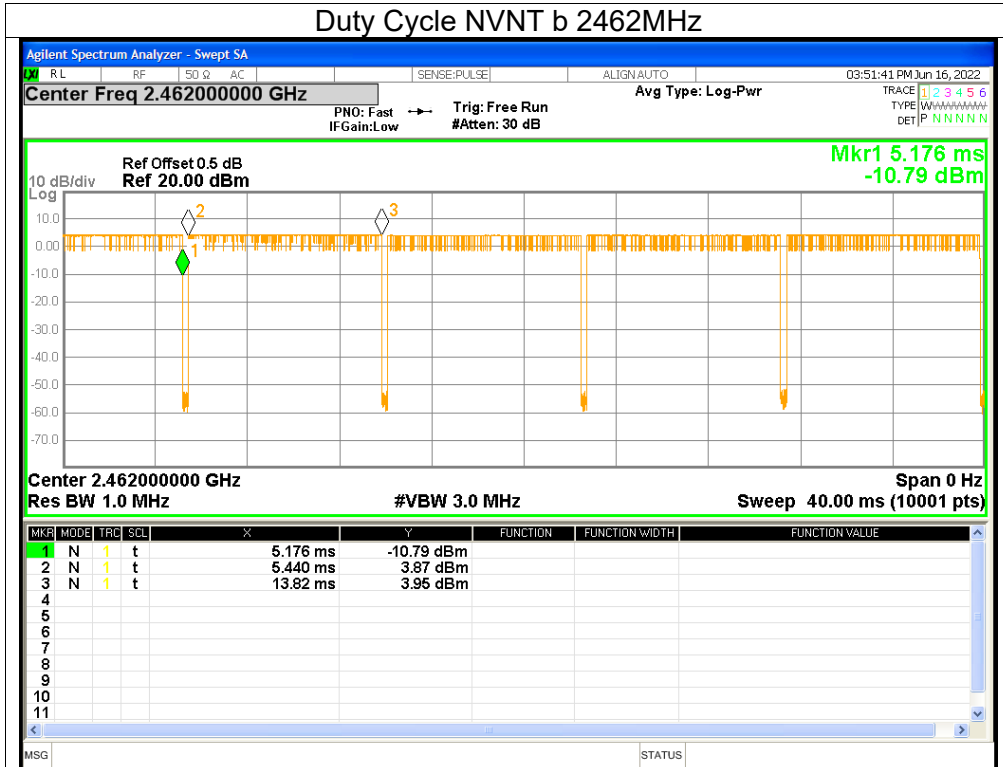 Duty Cycle NVNT b 2462MHz
Agilent Spectrum Analyzer - Swept SA
LXI RL RF 50 Ω AC SENSE:PULSE ALIGN AUTO 03:51:41 PM Jun 16, 2022
Center Freq 2.462000000 GHz Avg Type: Log-Pwr TRACE 1 2 3 4 5 6
PNO: Fast Trig: Free Run TYPE WWWWWW
IFGain:Low #Atten: 30 dB DET P N N N N N
Mkr1 5.176 ms
Ref Offset 0.5 dB
10 dB/div Ref 20.00 dBm -10.79 dBm
Log
10.0
0.00
-10.0
-20.0
-30.0
-40.0
-50.0
-60.0
-70.0
2
3
1
Center 2.462000000 GHz Span 0 Hz
Res BW 1.0 MHz #VBW 3.0 MHz Sweep 40.00 ms (10001 pts)
MKR MODE TRC SCL X Y FUNCTION FUNCTION WIDTH FUNCTION VALUE
1 N 1 t 5.176 ms -10.79 dBm
2 N 1 t 5.440 ms 3.87 dBm
3 N 1 t 13.82 ms 3.95 dBm
4
5
6
7
8
9
10
11
MSG STATUS